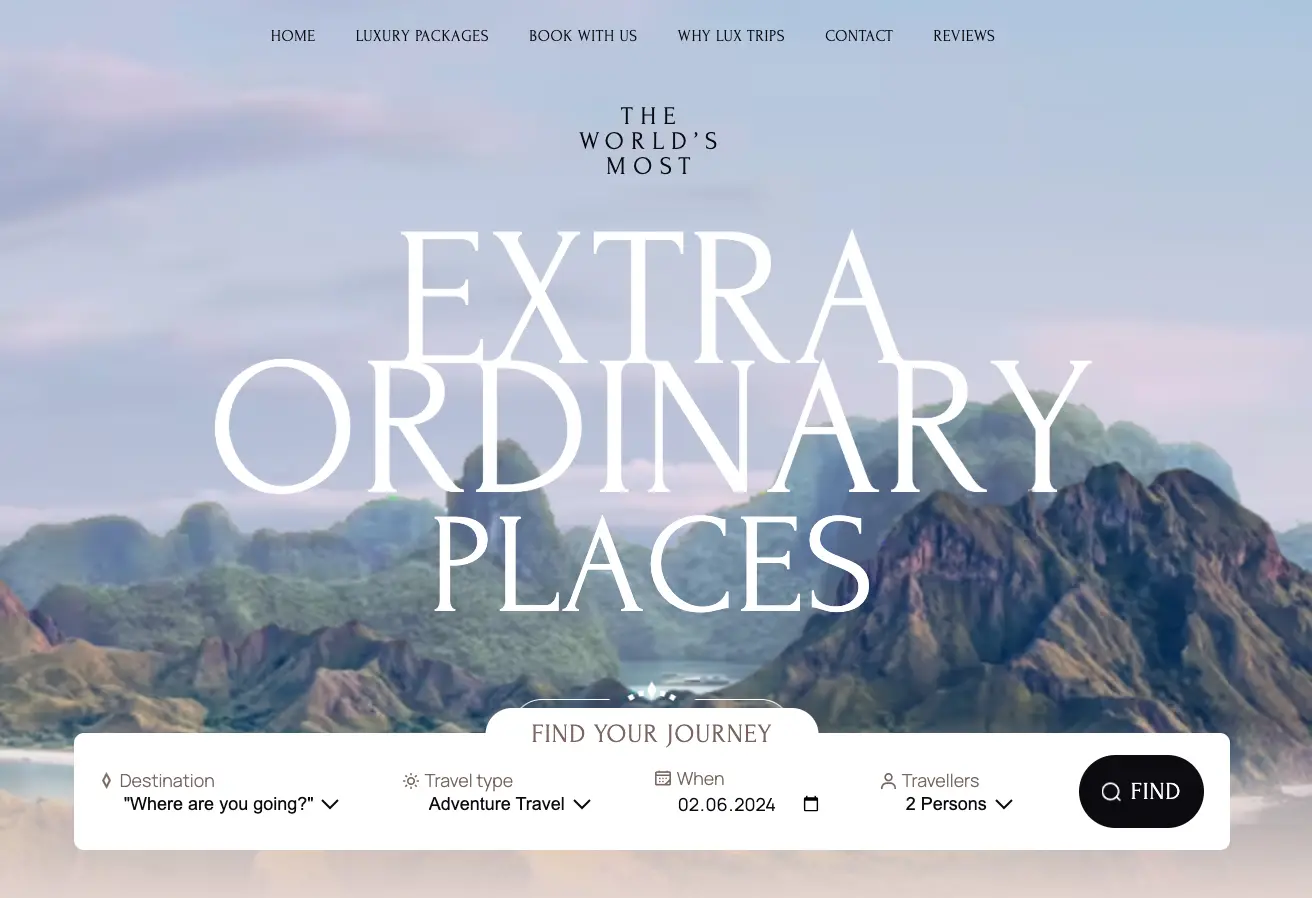 HOME LUXURY PACKAGES BOOK WITH US WHY LUX TRIPS CONTACT REVIEWS
THE
WORLD’S
MOST
EXTRA
ORDINARY
PLACES
FIND YOUR JOURNEY
Destination Travel type When Travellers
"Where are you going?" Adventure Travel 02.06.2024 2 Persons
FIND